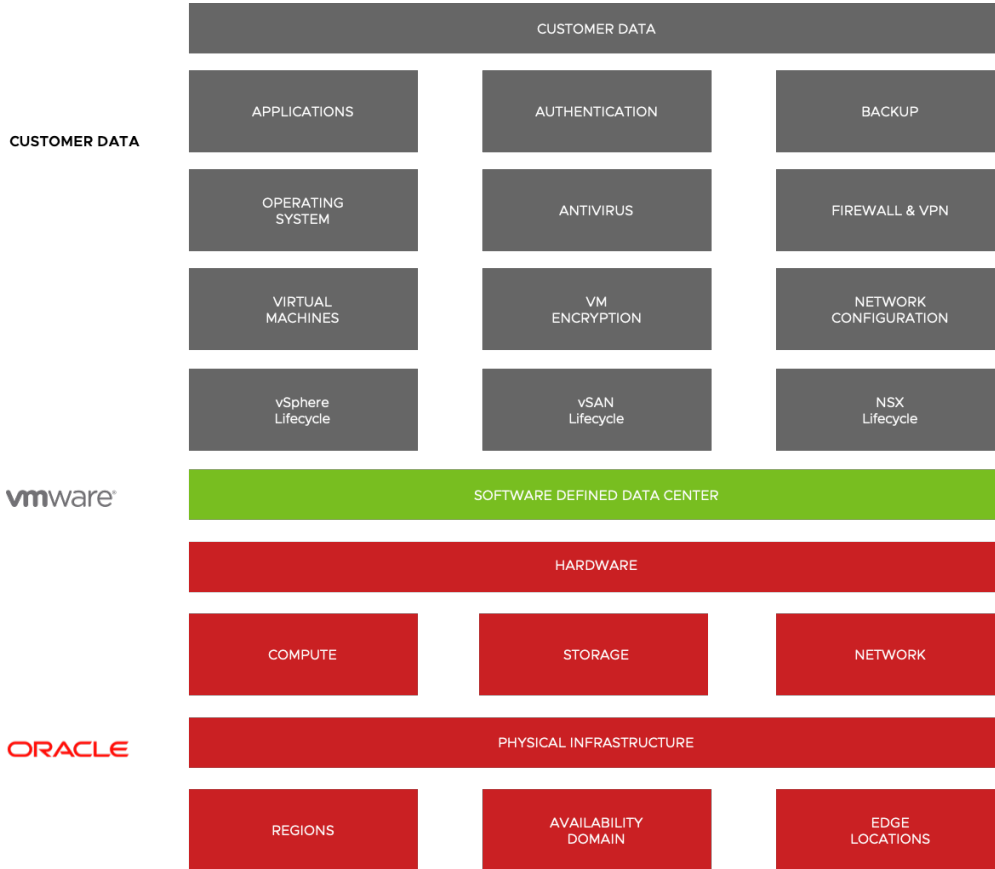 CUSTOMER DATA
APPLICATIONS
AUTHENTICATION
BACKUP
CUSTOMER DATA
OPERATING
SYSTEM
ANTIVIRUS
FIREWALL & VPN
VIRTUAL
MACHINES
VM
ENCRYPTION
NETWORK
CONFIGURATION
vSphere
Lifecycle
vSAN
Lifecycle
NSX
Lifecycle
vmware®
SOFTWARE DEFINED DATA CENTER
HARDWARE
COMPUTE
STORAGE
NETWORK
ORACLE
PHYSICAL INFRASTRUCTURE
REGIONS
AVAILABILITY
DOMAIN
EDGE
LOCATIONS